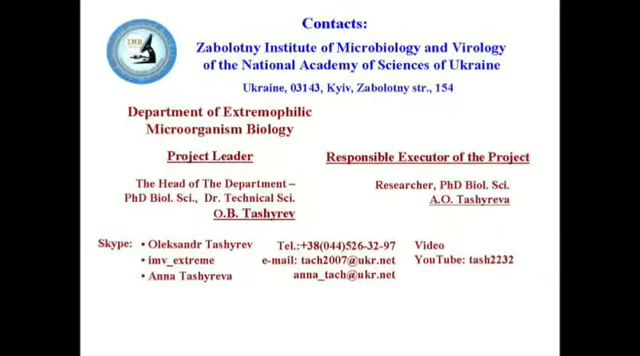 Contacts:
IMB
Zabolotny Institute of Microbiology and Virology
of the National Academy of Sciences of Ukraine
Ukraine, 03143, Kyiv, Zabolotny str., 154
Department of Extremophilic
Microorganism Biology
Project Leader
The Head of The Department –
PhD Biol. Sci., Dr. Technical Sci.
O.B. Tashyrev
Responsible Executor of the Project
Researcher, PhD Biol. Sci.
A.O. Tashyreva
Skype: • Oleksandr Tashyrev
• imv_extreme
• Anna Tashyreva
Tel.:+38(044)526-32-97
e-mail: tach2007@ukr.net
anna_tach@ukr.net
Video
YouTube: tash2232